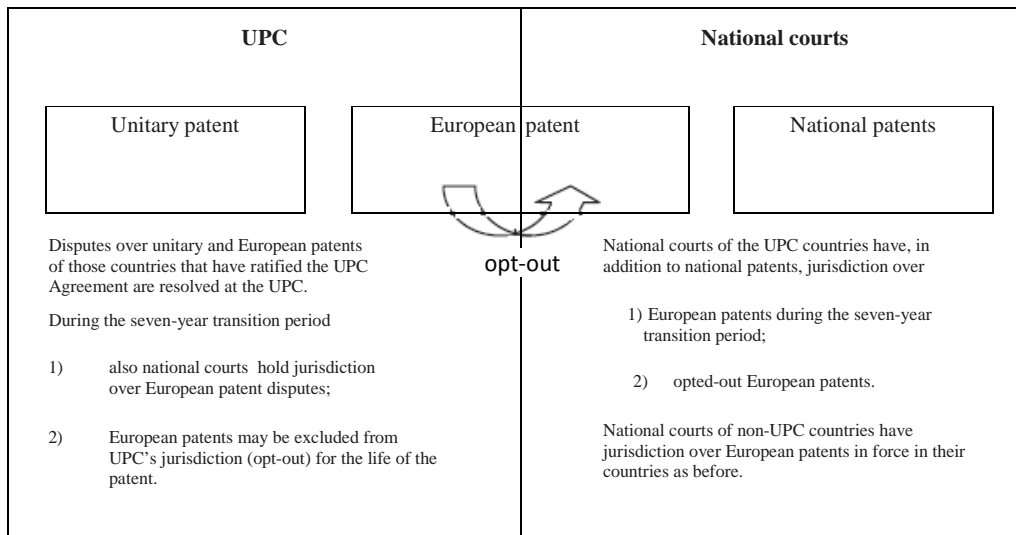 UPC
National courts
Unitary patent
European patent
National patents
opt-out
Disputes over unitary and European patents
of those countries that have ratified the UPC
Agreement are resolved at the UPC.
During the seven-year transition period
1) also national courts hold jurisdiction
over European patent disputes;
2) European patents may be excluded from
UPC’s jurisdiction (opt-out) for the life of the
patent.
National courts of the UPC countries have, in
addition to national patents, jurisdiction over
1) European patents during the seven-year
transition period;
2) opted-out European patents.
National courts of non-UPC countries have
jurisdiction over European patents in force in their
countries as before.